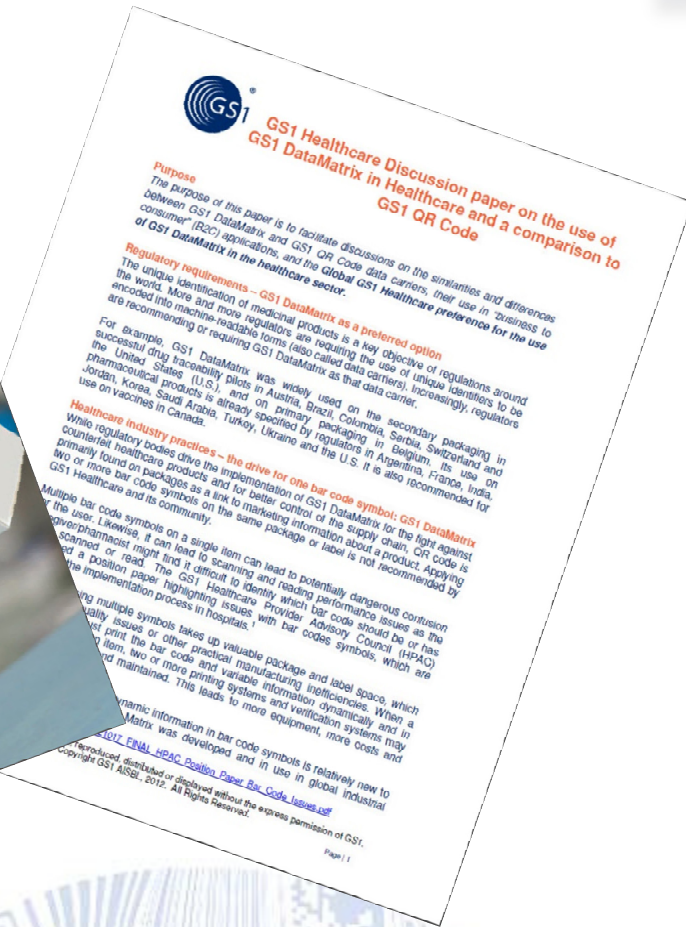 GS1
®
GS1 Healthcare Discussion paper on the use of
GS1 DataMatrix in Healthcare and a comparison to
GS1 QR Code
Purpose
The purpose of this paper is to facilitate discussions on the similarities and differences
between GS1 DataMatrix and GS1 QR Code data carriers, their use in "business to
consumer" (B2C) applications, and the Global GS1 Healthcare preference for the use
of GS1 DataMatrix in the healthcare sector.
Regulatory requirements – GS1 DataMatrix as a preferred option
The unique identification of medicinal products is a key objective of regulations around
the world. More and more regulators are requiring the use of unique identifiers to be
encoded into machine-readable forms (also called data carriers). Increasingly, regulators
are recommending or requiring GS1 DataMatrix as that data carrier.
For example, GS1 DataMatrix was widely used on the secondary packaging in
successful drug traceability pilots in Austria, Brazil, Colombia, Serbia, Switzerland and
the United States (U.S.), and on primary packaging in Belgium. Its use on
pharmaceutical products is already specified by regulators in Argentina, France, India,
Jordan, Korea, Saudi Arabia, Turkey, Ukraine and the U.S. It is also recommended for
use on vaccines in Canada.
Healthcare industry practices – the drive for one bar code symbol: GS1 DataMatrix
While regulatory bodies drive the implementation of GS1 DataMatrix for the fight against
counterfeit healthcare products and for better control of the supply chain, QR Code is
primarily found on packages as a link to marketing information about a product. Applying
two or more bar code symbols on the same package or label is not recommended by
GS1 Healthcare and its community.
Multiple bar code symbols on a single item can lead to potentially dangerous confusion
for the user. Likewise, it can lead to scanning and reading performance issues as the
giver/pharmacist might find it difficult to identify which bar code should be or has
scanned or read. The GS1 Healthcare Provider Advisory Council (HPAC)
ed a position paper highlighting issues with bar codes symbols, which are
the implementation process in hospitals.
ing multiple symbols takes up valuable package and label space, which
quality issues or other practical manufacturing inefficiencies. When a
ust print the bar code and variable information dynamically and in
n item, two or more printing systems and verification systems may
nd maintained. This leads to more equipment, more costs and
ynamic information in bar code symbols is relatively new to
Matrix was developed and in use in global industrial
1017_FINAL_HPAC_Position_Paper_Bar_Code_Issues.pdf
reproduced, distributed or displayed without the express permission of GS1.
Copyright GS1 AISBL, 2012. All Rights Reserved.
Page | 1